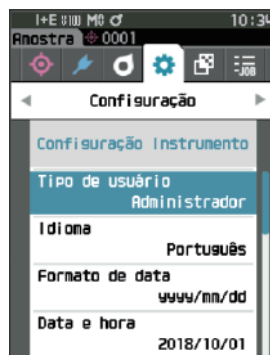 I+E M0 10:34
Amostra 0001
-JOB
Configuração
Configuração Instrumento
Tipo de usuário
Administrador
Idioma
Português
Formato de data
yyyy/mm/dd
Data e hora
2018/10/01